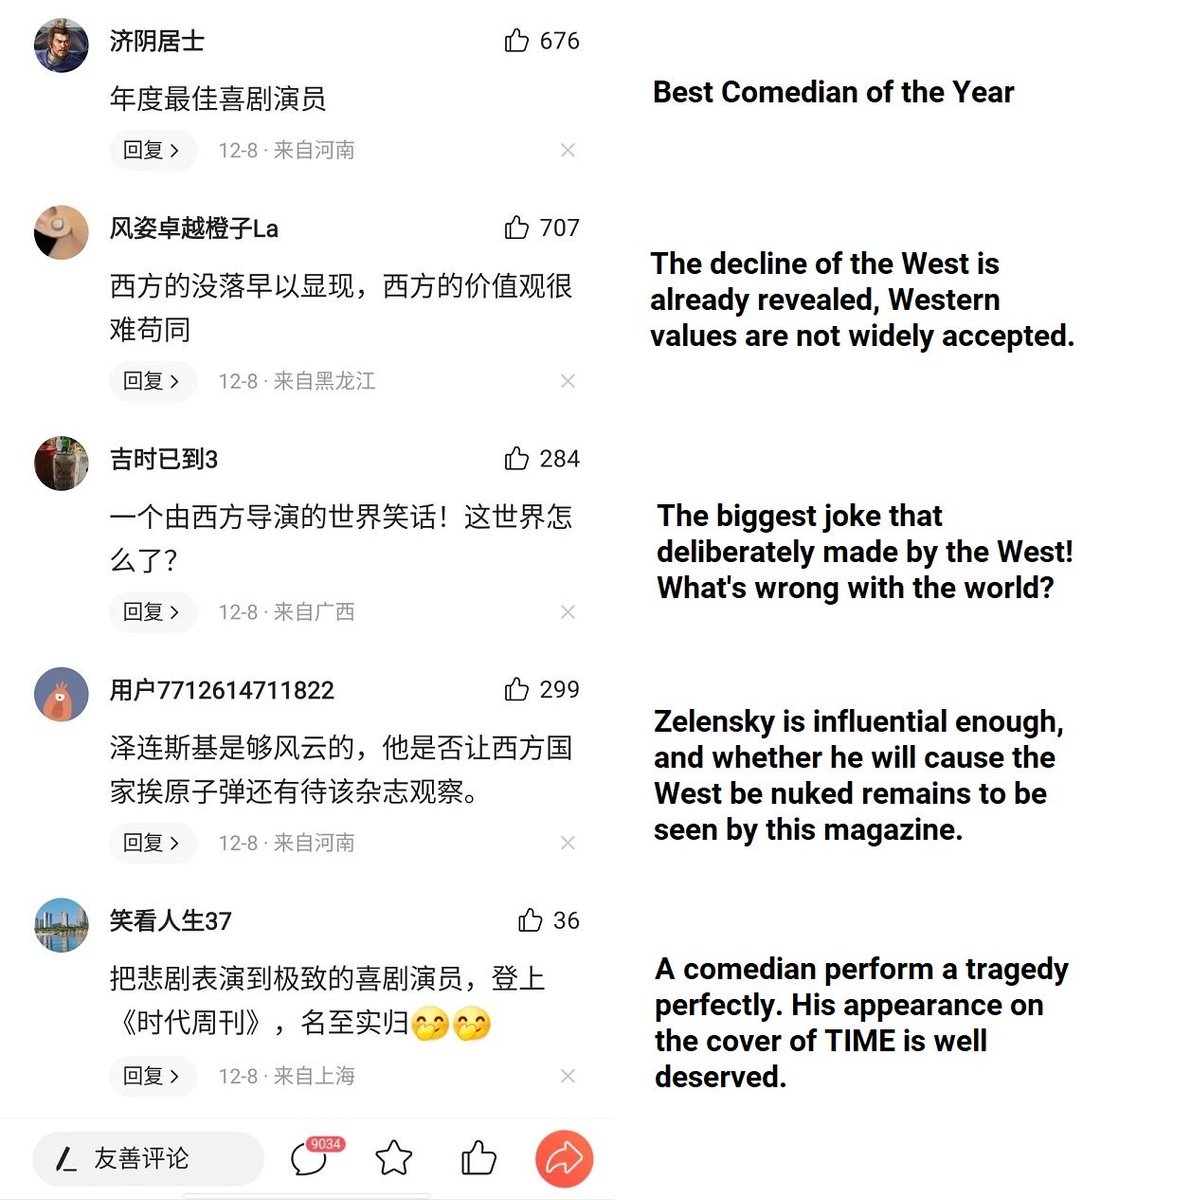 济阴居士
676
年度最佳喜剧演员
回复 >
12-8 · 来自河南
Best Comedian of the Year
风姿卓越橙子La
707
西方的没落早以显现，西方的价值观很
难苟同
回复 >
12-8 · 来自黑龙江
The decline of the West is
already revealed, Western
values are not widely accepted.
吉时已到3
284
一个由西方导演的世界笑话！这世界怎
么了？
回复 >
12-8 · 来自广西
The biggest joke that
deliberately made by the West!
What's wrong with the world?
用户7712614711822
299
泽连斯基是够风云的，他是否让西方国
家挨原子弹还有待该杂志观察。
回复 >
12-8 · 来自河南
Zelensky is influential enough,
and whether he will cause the
West be nuked remains to be
seen by this magazine.
笑看人生37
36
把悲剧表演到极致的喜剧演员，登上
《时代周刊》，名至实归🤭🤭
回复 >
12-8 · 来自上海
A comedian perform a tragedy
perfectly. His appearance on
the cover of TIME is well
deserved.
友善评论
9034